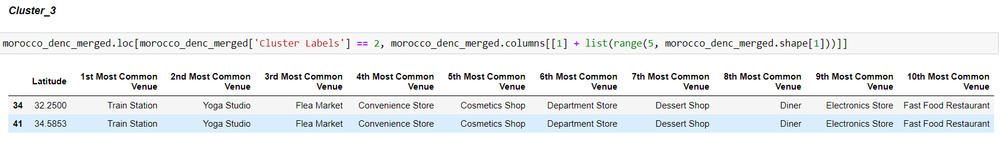 Cluster_3
morocco_denc_merged.loc[morocco_denc_merged['Cluster Labels'] == 2, morocco_denc_merged.columns[[1] + list(range(5, morocco_denc_merged.shape[1]))]]
Latitude 1st Most Common Venue 2nd Most Common Venue 3rd Most Common Venue 4th Most Common Venue 5th Most Common Venue 6th Most Common Venue 7th Most Common Venue 8th Most Common Venue 9th Most Common Venue 10th Most Common Venue
34 32.2500 Train Station Yoga Studio Flea Market Convenience Store Cosmetics Shop Department Store Dessert Shop Diner Electronics Store Fast Food Restaurant
41 34.5853 Train Station Yoga Studio Flea Market Convenience Store Cosmetics Shop Department Store Dessert Shop Diner Electronics Store Fast Food Restaurant